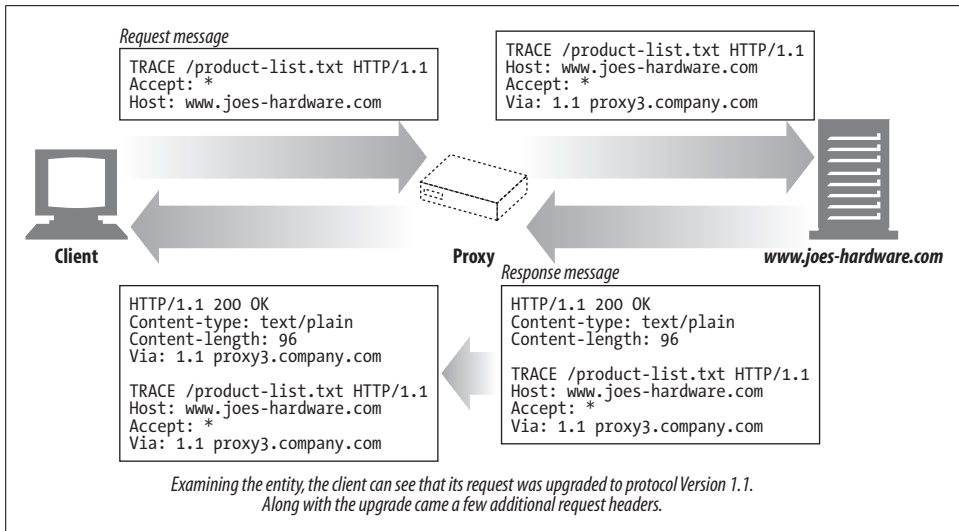 Request message
TRACE /product-list.txt HTTP/1.1
Accept: *
Host: www.joes-hardware.com
TRACE /product-list.txt HTTP/1.1
Host: www.joes-hardware.com
Accept: *
Via: 1.1 proxy3.company.com
Client
Proxy
www.joes-hardware.com
Response message
HTTP/1.1 200 OK
Content-type: text/plain
Content-length: 96
Via: 1.1 proxy3.company.com
TRACE /product-list.txt HTTP/1.1
Host: www.joes-hardware.com
Accept: *
Via: 1.1 proxy3.company.com
HTTP/1.1 200 OK
Content-type: text/plain
Content-length: 96
TRACE /product-list.txt HTTP/1.1
Host: www.joes-hardware.com
Accept: *
Via: 1.1 proxy3.company.com
Examining the entity, the client can see that its request was upgraded to protocol Version 1.1.
Along with the upgrade came a few additional request headers.